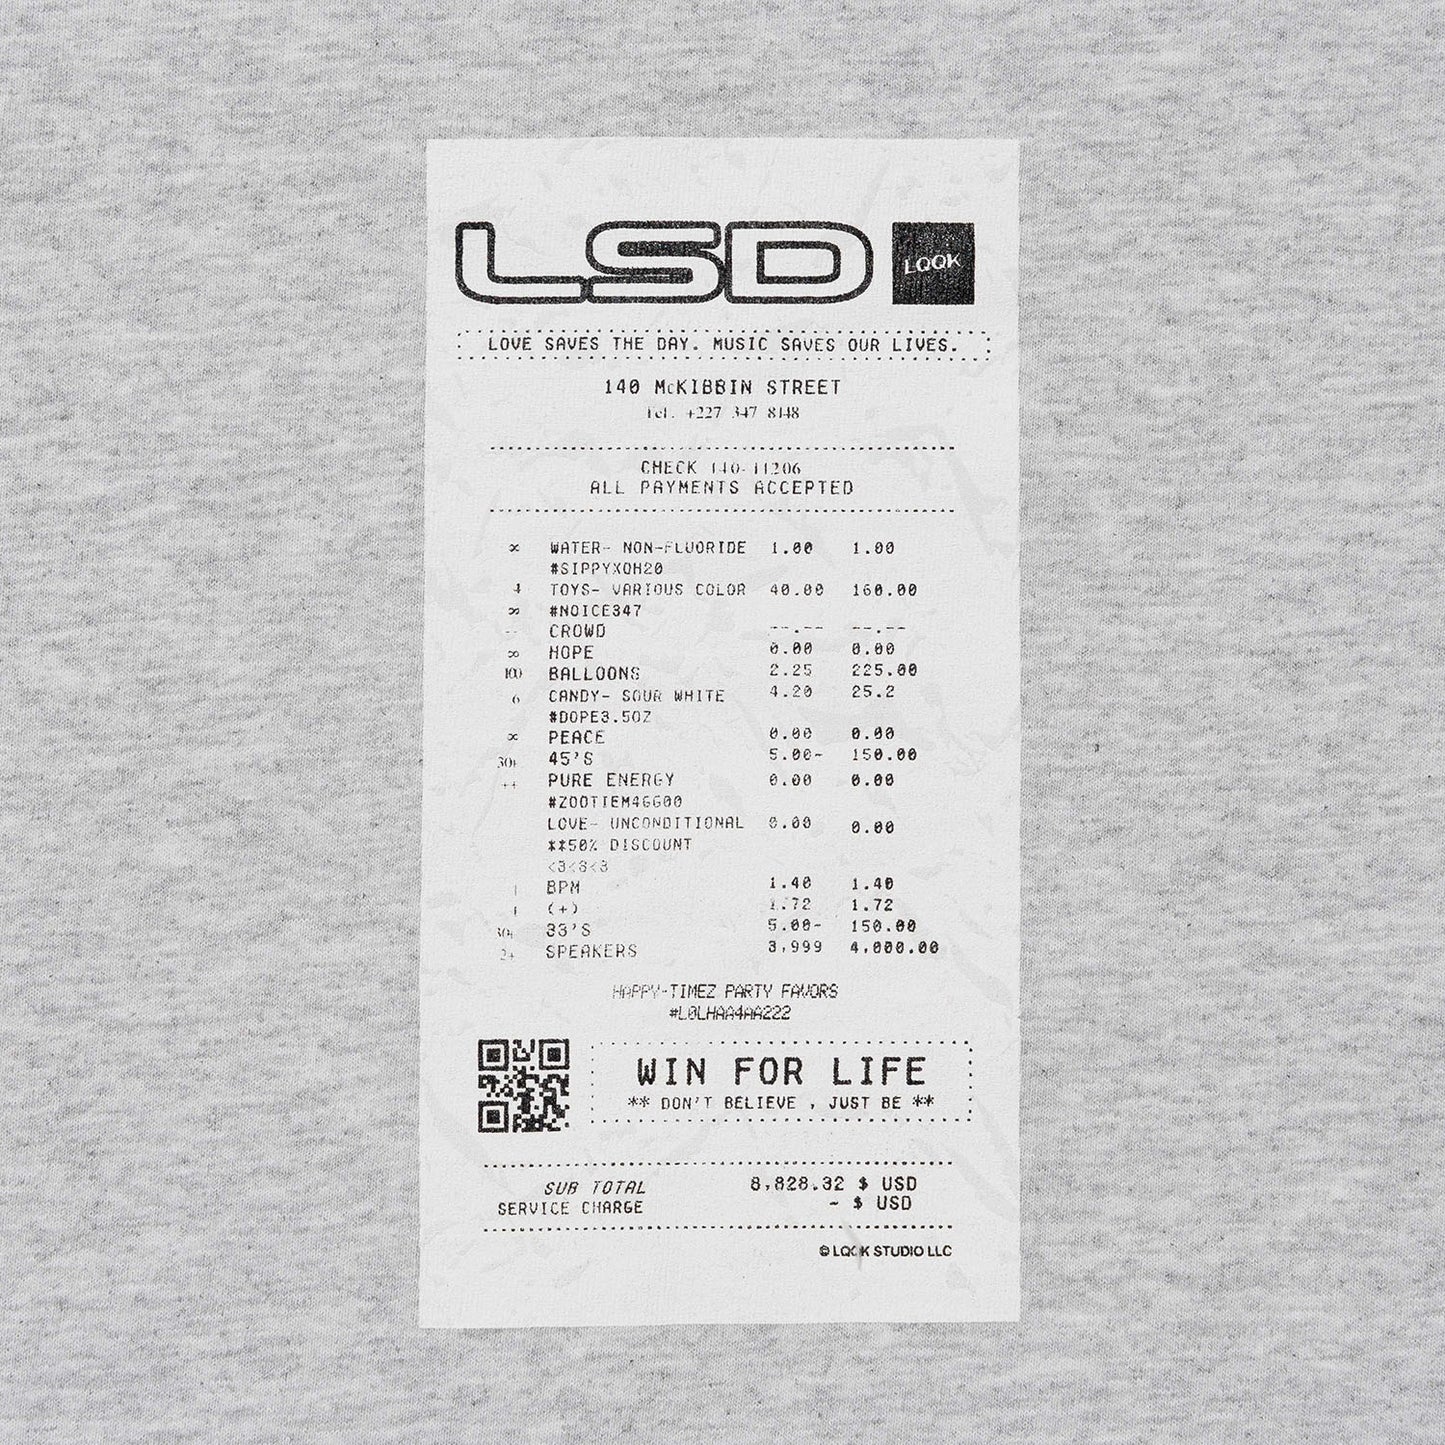 LSD LQQK
LOVE SAVES THE DAY. MUSIC SAVES OUR LIVES.
140 McKIBBIN STREET
Tel. +227 347 8148
CHECK 140-11206
ALL PAYMENTS ACCEPTED
∞ WATER- NON-FLUORIDE 1.00 1.00
#SIPPYXOH20
4 TOYS- VARIOUS COLOR 40.00 160.00
∞ #NOICE347
-- CROWD --.-- --.--
∞ HOPE 0.00 0.00
100 BALLOONS 2.25 225.00
6 CANDY- SOUR WHITE 4.20 25.2
#DOPE3.5OZ
∞ PEACE 0.00 0.00
30+ 45'S 5.00- 150.00
++ PURE ENERGY 0.00 0.00
LOVE- UNCONDITIONAL 0.00 0.00
**50% DISCOUNT
<3<3<3
1 BPM 1.40 1.40
1 (+) 1.72 1.72
30+ 33'S 5.00- 150.00
2+ SPEAKERS 3,999 4,000.00
HAPPY-TIMEZ PARTY FAVORS
#L0LHAA4AA222
WIN FOR LIFE
** DON'T BELIEVE , JUST BE **
SUB TOTAL 8,828.32 $ USD
SERVICE CHARGE - $ USD
© LQQK STUDIO LLC